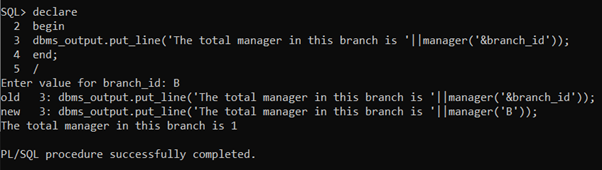 SQL> declare
2 begin
3 dbms_output.put_line('The total manager in this branch is '||manager('&branch_id'));
4 end;
5 /
Enter value for branch_id: B
old 3: dbms_output.put_line('The total manager in this branch is '||manager('&branch_id'));
new 3: dbms_output.put_line('The total manager in this branch is '||manager('B'));
The total manager in this branch is 1
PL/SQL procedure successfully completed.